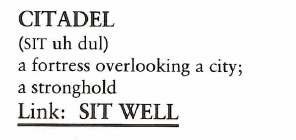 CITADEL
(SIT uh dul)
a fortress overlooking a city;
a stronghold
Link: SIT WELL